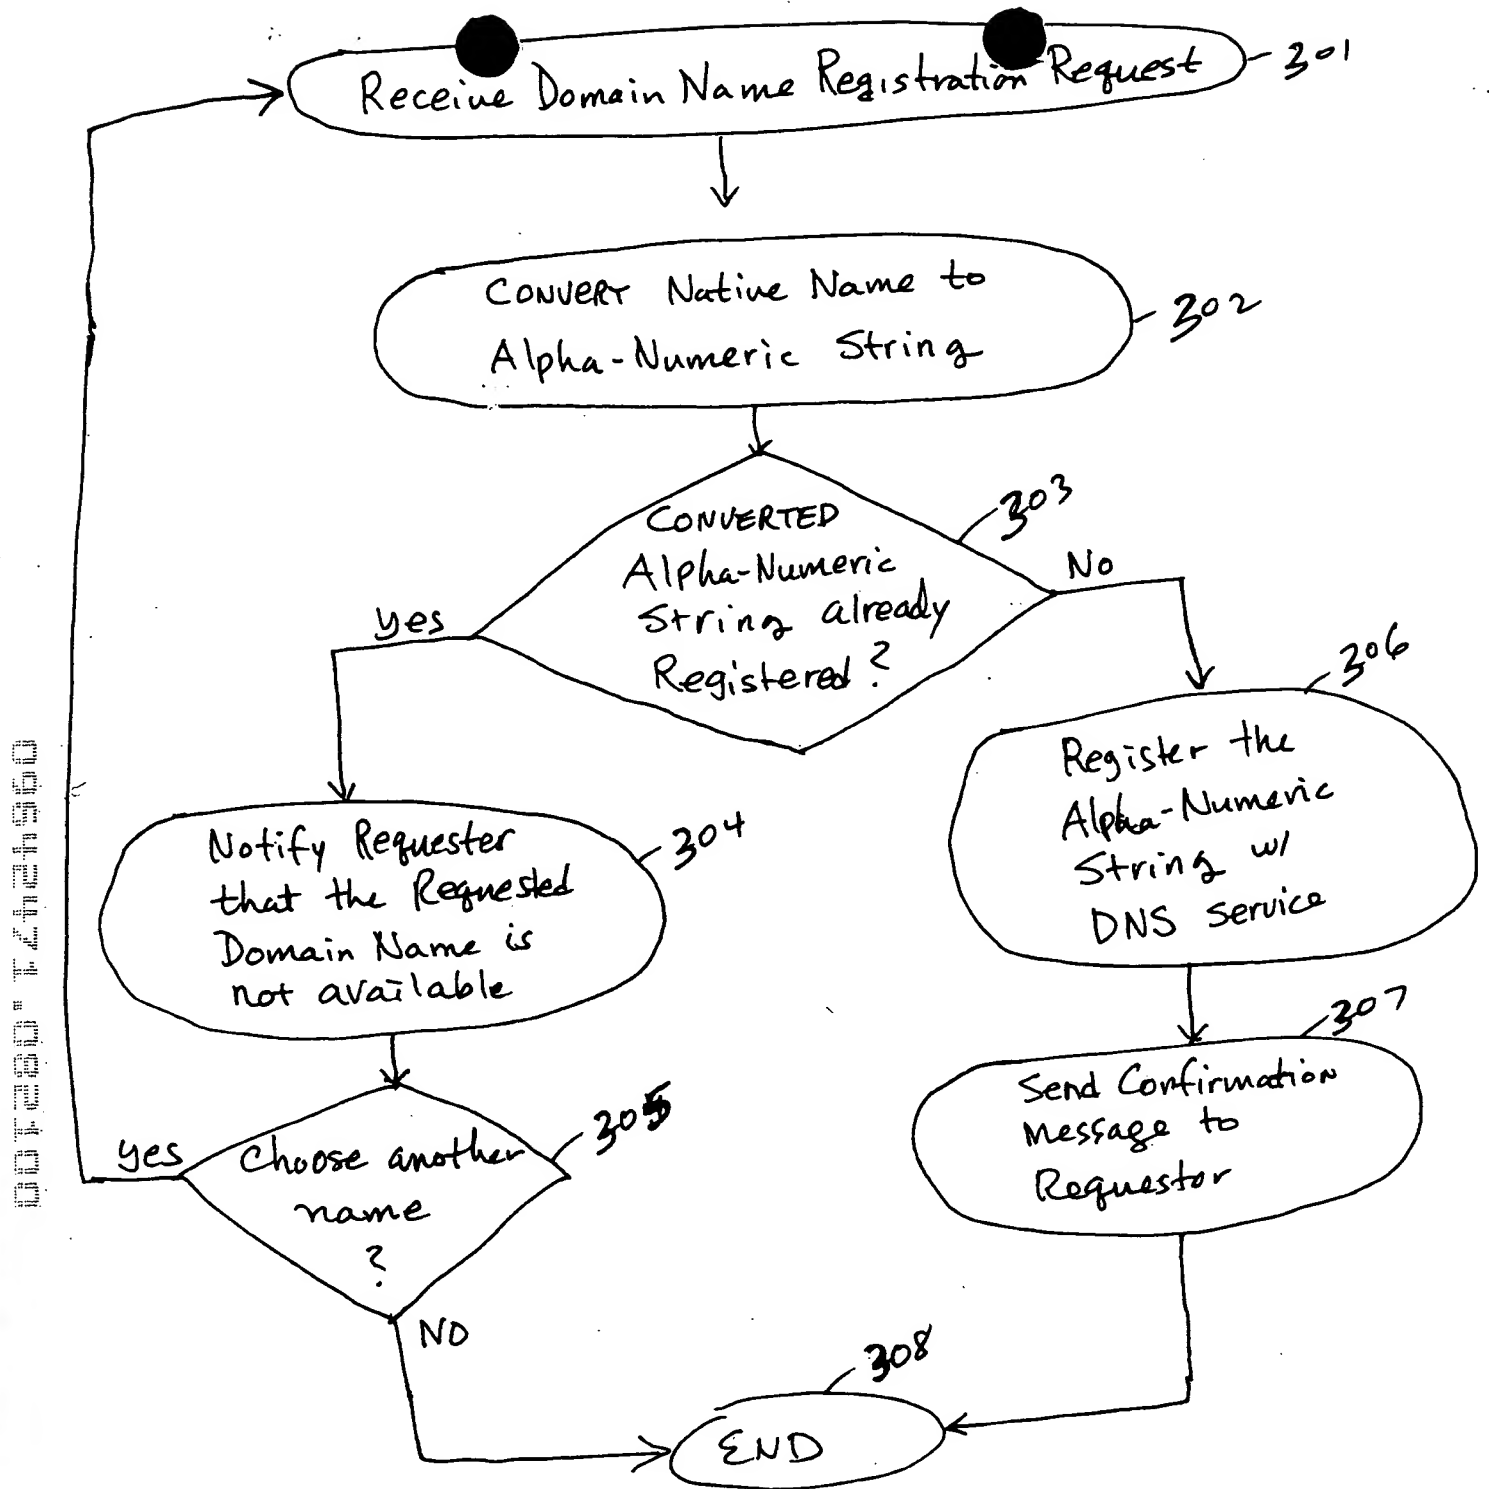 Receive Domain Name Registration Request
301
CONVERT Native Name to
Alpha-Numeric String
302
CONVERTED
Alpha-Numeric
String already
Registered?
303
yes
No
Notify Requester
that the Requested
Domain Name is
not available
304
Register the
Alpha-Numeric
String w/
DNS Service
306
Send Confirmation
Message to
Requestor
307
Choose another
name
?
305
yes
NO
END
308
09642471.082100